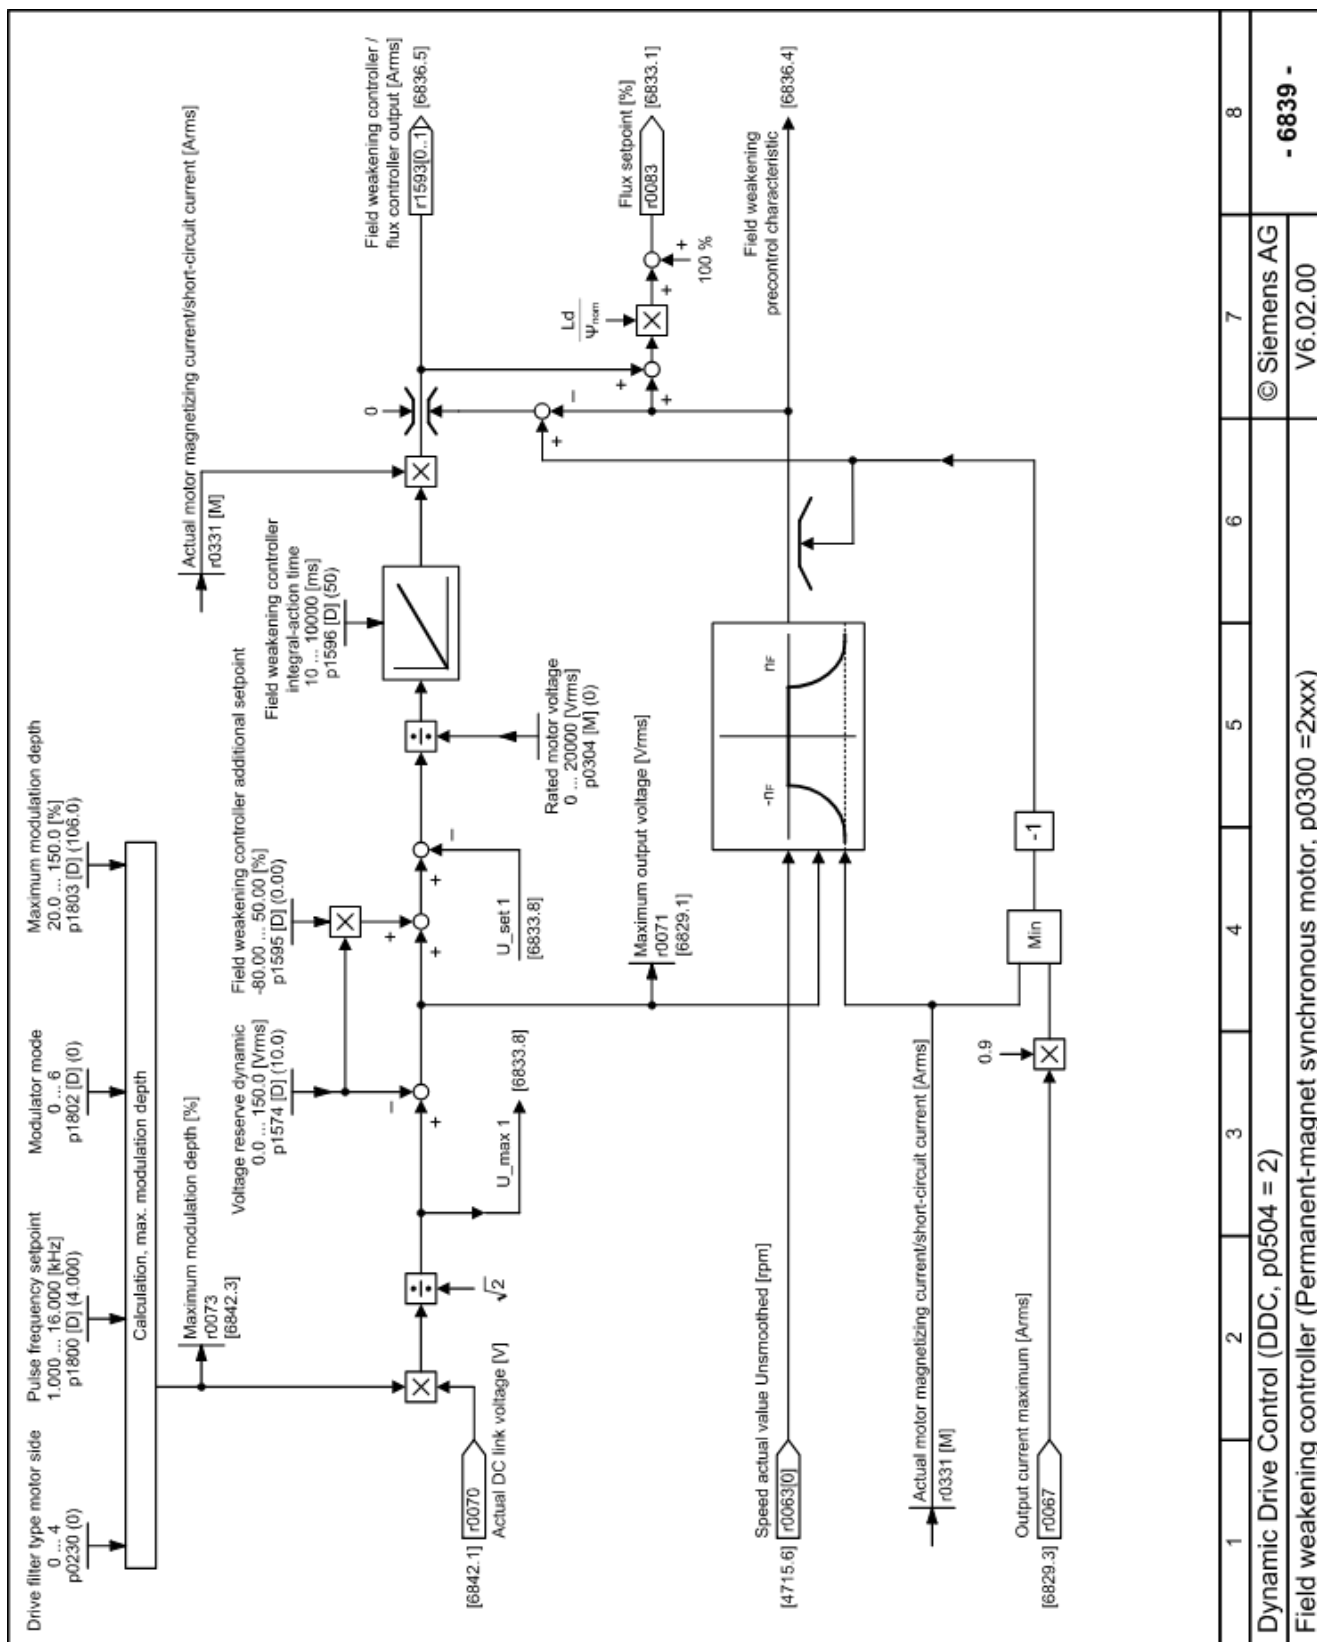 Drive filter type motor side
0 ... 4
p0230 (0)
Pulse frequency setpoint
1.000 ... 16.000 [kHz]
p1800 [D] (4.000)
Modulator mode
0 ... 6
p1802 [D] (0)
Maximum modulation depth
20.0 ... 150.0 [%]
p1803 [D] (106.0)
Calculation, max. modulation depth
Maximum modulation depth [%]
r0073
[6842.3]
Voltage reserve dynamic
0.0 ... 150.0 [Vrms]
p1574 [D] (10.0)
Field weakening controller additional setpoint
-80.00 ... 50.00 [%]
p1595 [D] (0.00)
Field weakening controller
integral-action time
10 ... 10000 [ms]
p1596 [D] (50)
Actual motor magnetizing current/short-circuit current [Arms]
r0331 [M]
Field weakening controller /
flux controller output [Arms]
r1593[0..1]
[6836.5]
0
×
÷
+
–
+
+
+
–
÷
×
[6842.1]
r0070
Actual DC link voltage [V]
√2
U_max 1
[6833.8]
×
U_set 1
[6833.8]
Rated motor voltage
0 ... 20000 [Vrms]
p0304 [M] (0)
Ld
Ψnom
Flux setpoint [%]
r0083
[6833.1]
×
+
+
+
+
100 %
–
+
Maximum output voltage [Vrms]
r0071
[6829.1]
Field weakening
precontrol characteristic
[6836.4]
Speed actual value Unsmoothed [rpm]
[4715.6]
r0063[0]
-nF
nF
Actual motor magnetizing current/short-circuit current [Arms]
r0331 [M]
Output current maximum [Arms]
[6829.3]
r0067
0.9
×
Min
-1
1
2
3
4
5
6
7
8
Dynamic Drive Control (DDC, p0504 = 2)
© Siemens AG
- 6839 -
Field weakening controller (Permanent-magnet synchronous motor, p0300 =2xxx)
V6.02.00